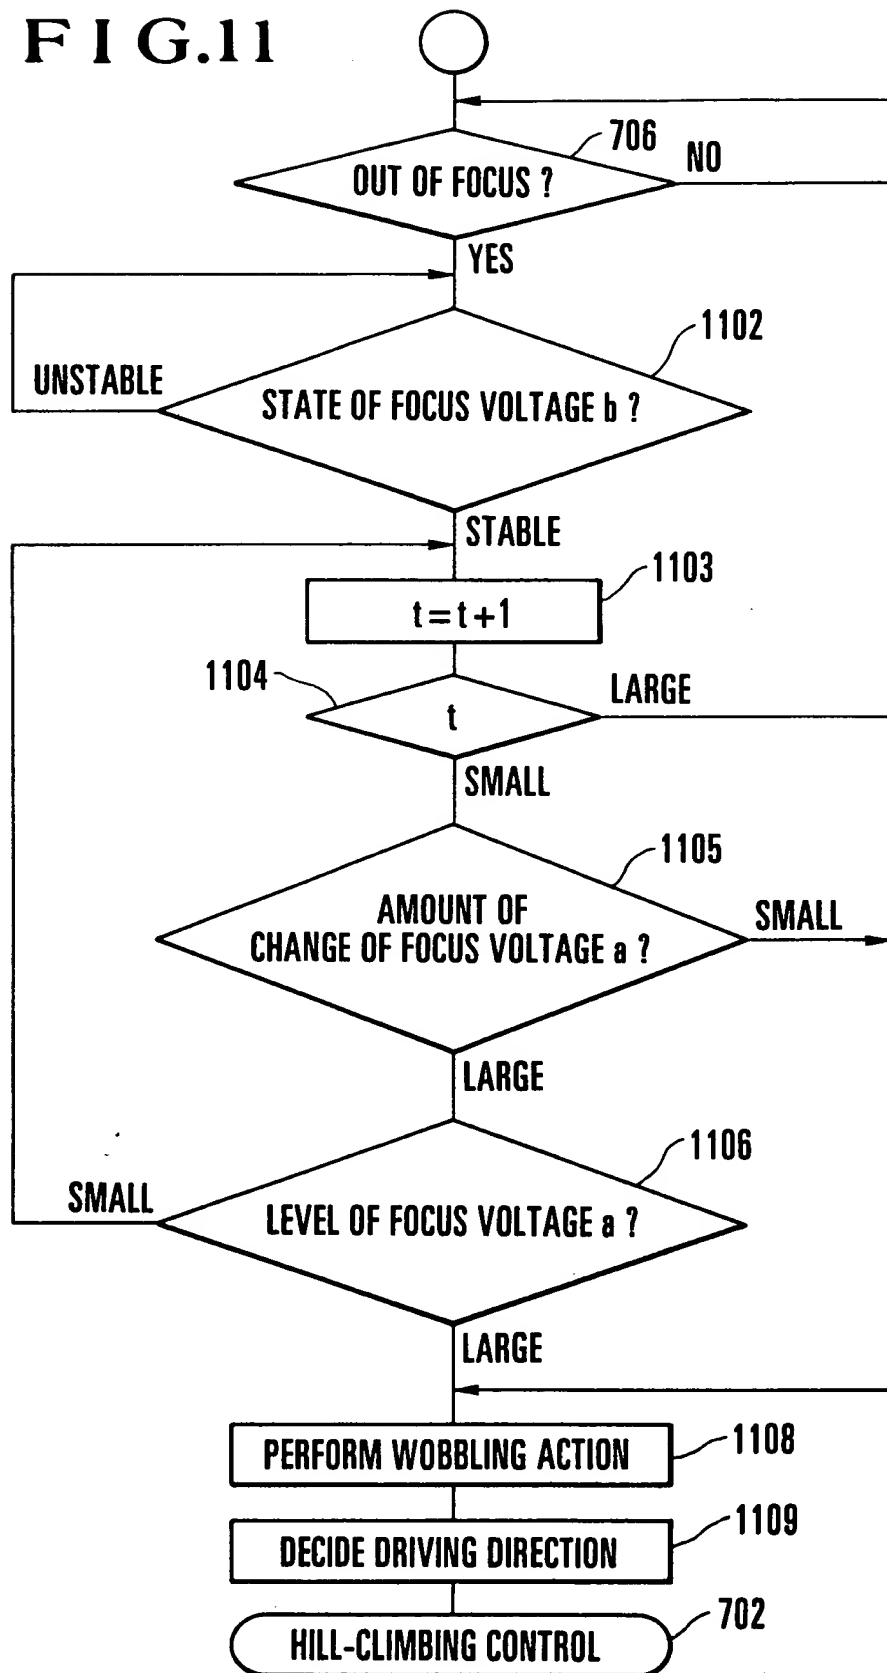 FIG.11
706
OUT OF FOCUS ?
NO
YES
1102
UNSTABLE
STATE OF FOCUS VOLTAGE b ?
STABLE
1103
t=t+1
1104
LARGE
t
SMALL
1105
AMOUNT OF
CHANGE OF FOCUS VOLTAGE a ?
SMALL
LARGE
1106
SMALL
LEVEL OF FOCUS VOLTAGE a ?
LARGE
PERFORM WOBBLING ACTION
1108
1109
DECIDE DRIVING DIRECTION
702
HILL-CLIMBING CONTROL